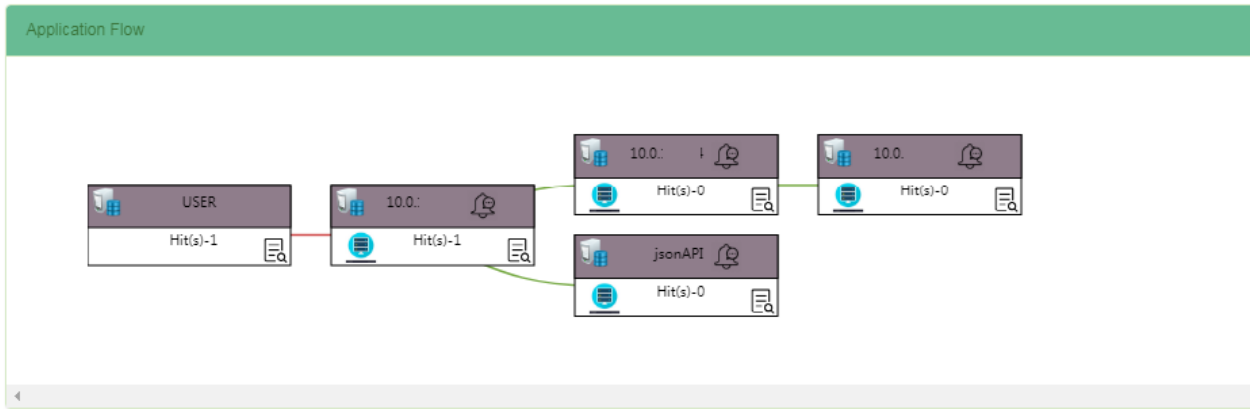 Application Flow
USER
Hit(s)-1
10.0.:
Hit(s)-1
10.0.:
Hit(s)-0
10.0.
Hit(s)-0
jsonAPI
Hit(s)-0